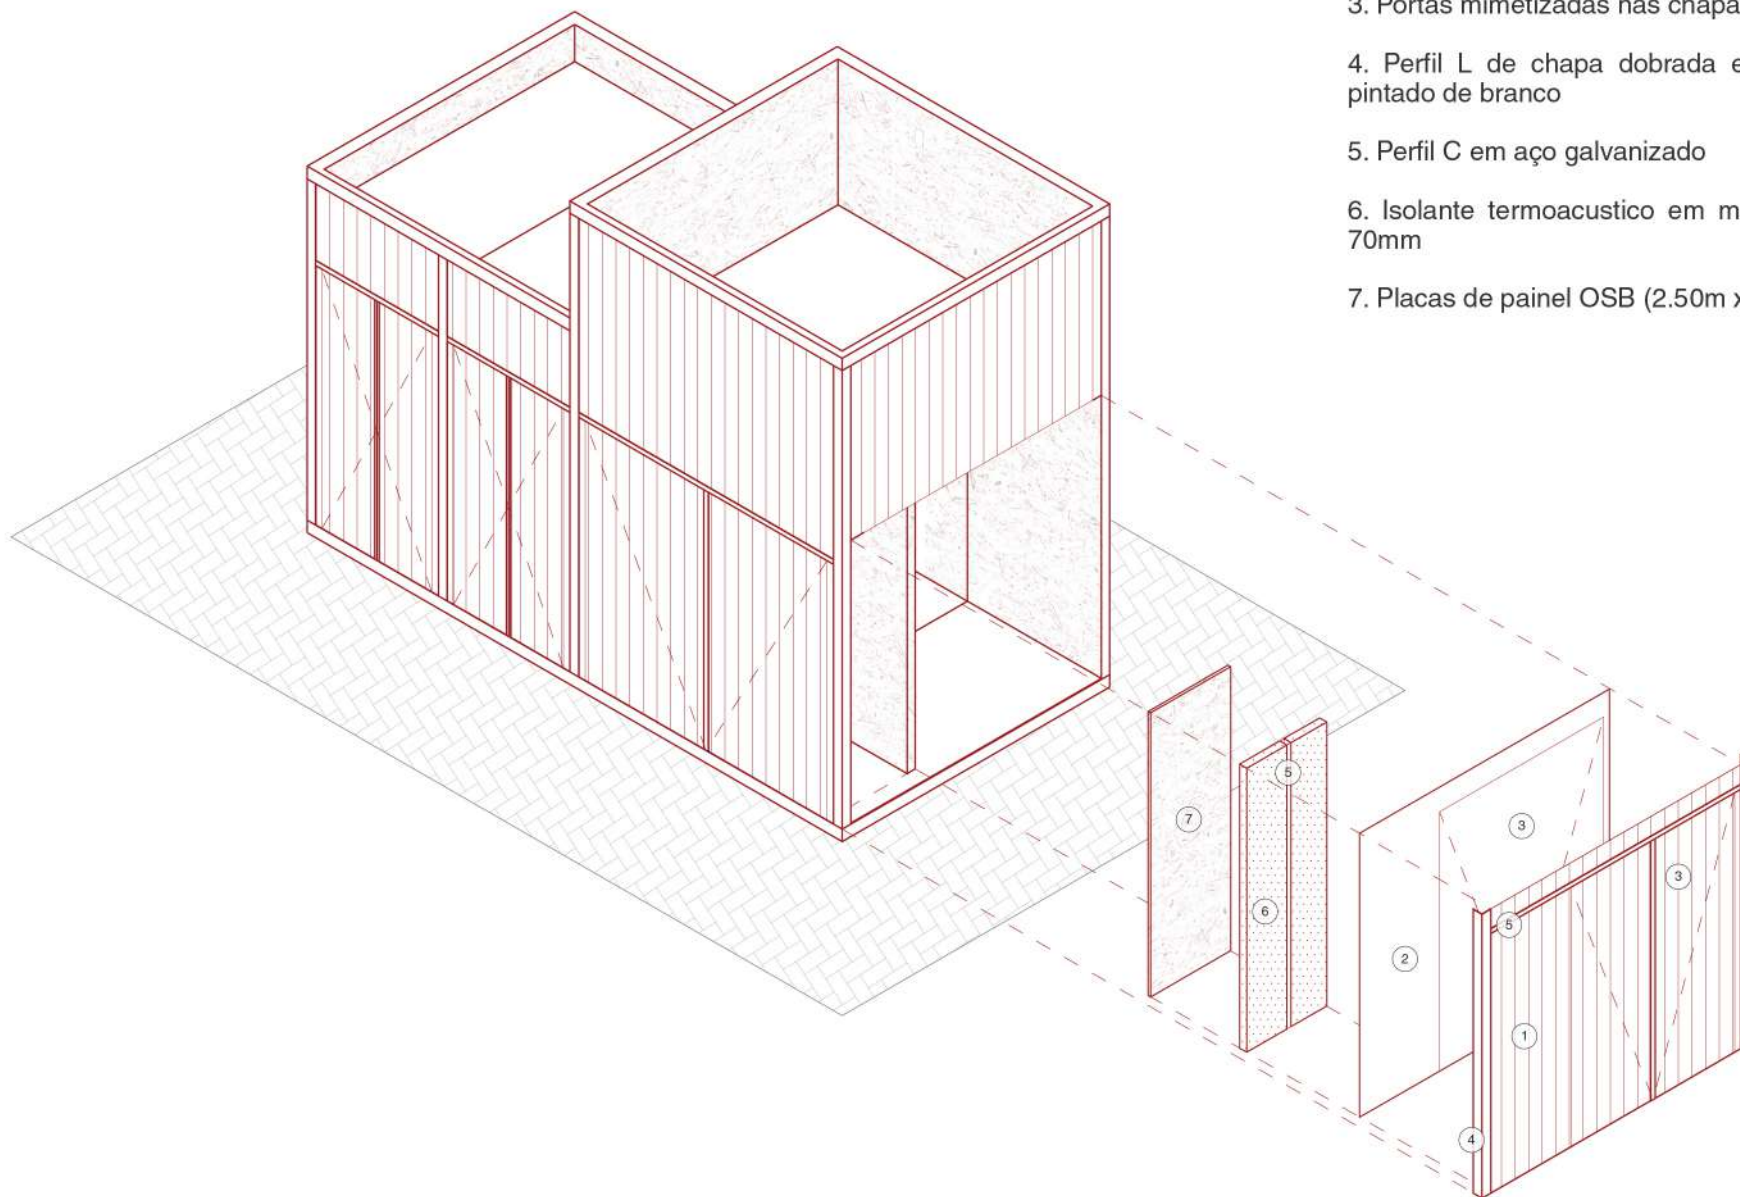 3. Portas mimetizadas nas chapa
4. Perfil L de chapa dobrada e
pintado de branco
5. Perfil C em aço galvanizado
6. Isolante termoacustico em m
70mm
7. Placas de painel OSB (2.50m x
5
7
3
3
6
5
2
1
4